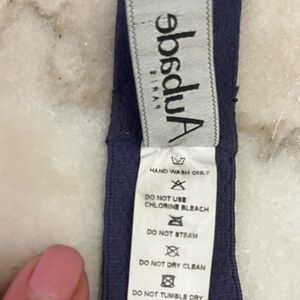 Aubade
PARIS
HAND WASH ONLY
DO NOT USE
CHLORINE BLEACH
DO NOT STEAM
DO NOT DRY CLEAN
DO NOT TUMBLE DRY